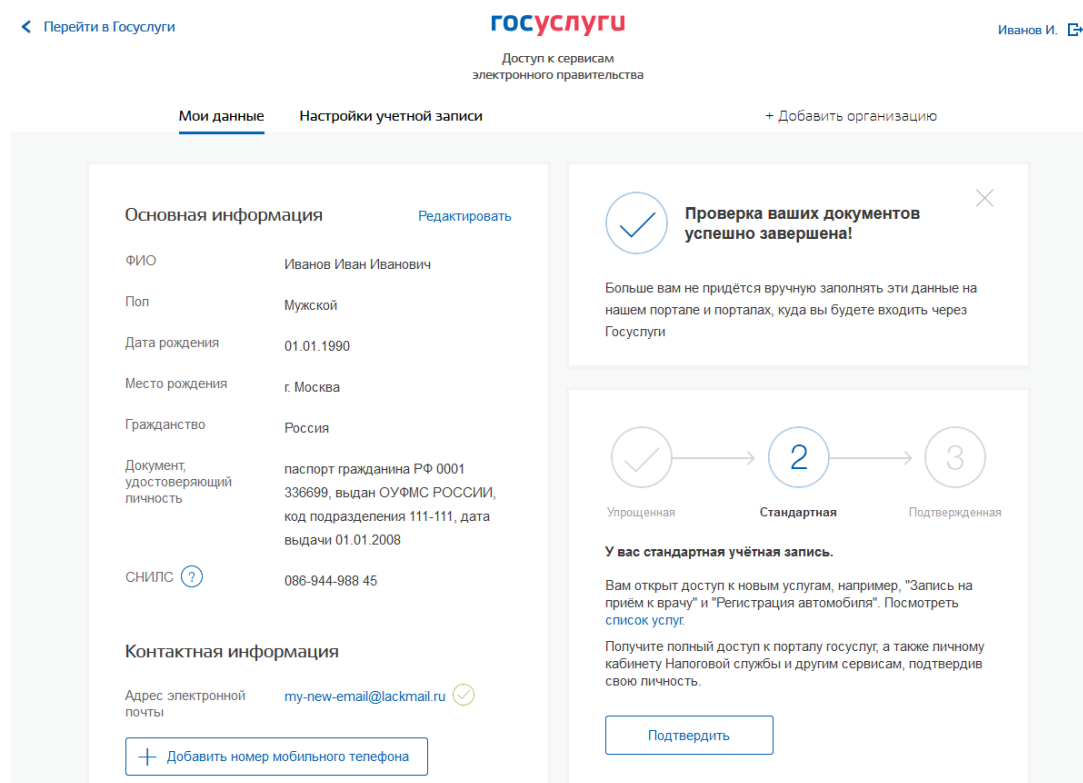 Перейти в Госуслуги
госуслуги
Иванов И.
Доступ к сервисам
электронного правительства
Мои данные
Настройки учетной записи
+ Добавить организацию
Основная информация
Редактировать
ФИО
Иванов Иван Иванович
Пол
Мужской
Дата рождения
01.01.1990
Место рождения
г. Москва
Гражданство
Россия
Документ,
удостоверяющий
личность
паспорт гражданина РФ 0001
336699, выдан ОУФМС РОССИИ,
код подразделения 111-111, дата
выдачи 01.01.2008
СНИЛС ?
086-944-988 45
Контактная информация
Адрес электронной
почты
my-new-email@lackmail.ru
+ Добавить номер мобильного телефона
Проверка ваших документов
успешно завершена!
Больше вам не придётся вручную заполнять эти данные на
нашем портале и порталах, куда вы будете входить через
Госуслуги
2
3
Упрощенная
Стандартная
Подтвержденная
У вас стандартная учётная запись.
Вам открыт доступ к новым услугам, например, "Запись на
приём к врачу" и "Регистрация автомобиля". Посмотреть
список услуг.
Получите полный доступ к порталу госуслуг, а также личному
кабинету Налоговой службы и другим сервисам, подтвердив
свою личность.
Подтвердить